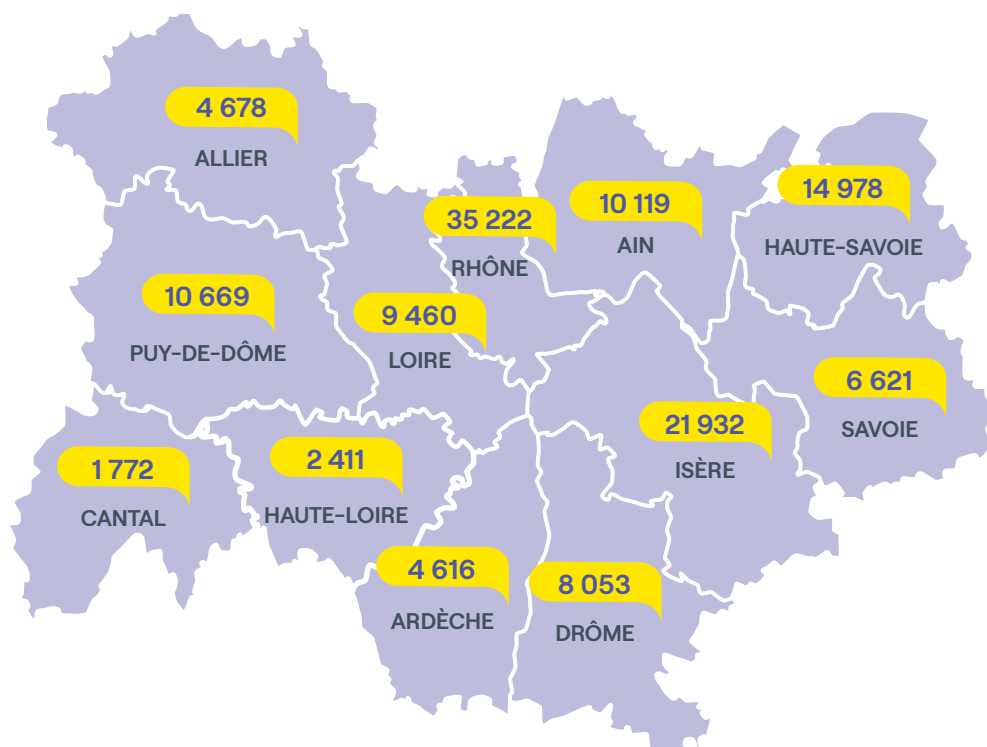 4 678
ALLIER
35 222
RHÔNE
10 119
AIN
14 978
HAUTE-SAVOIE
10 669
PUY-DE-DÔME
9 460
LOIRE
6 621
SAVOIE
21 932
ISÈRE
1 772
CANTAL
2 411
HAUTE-LOIRE
4 616
ARDÈCHE
8 053
DRÔME